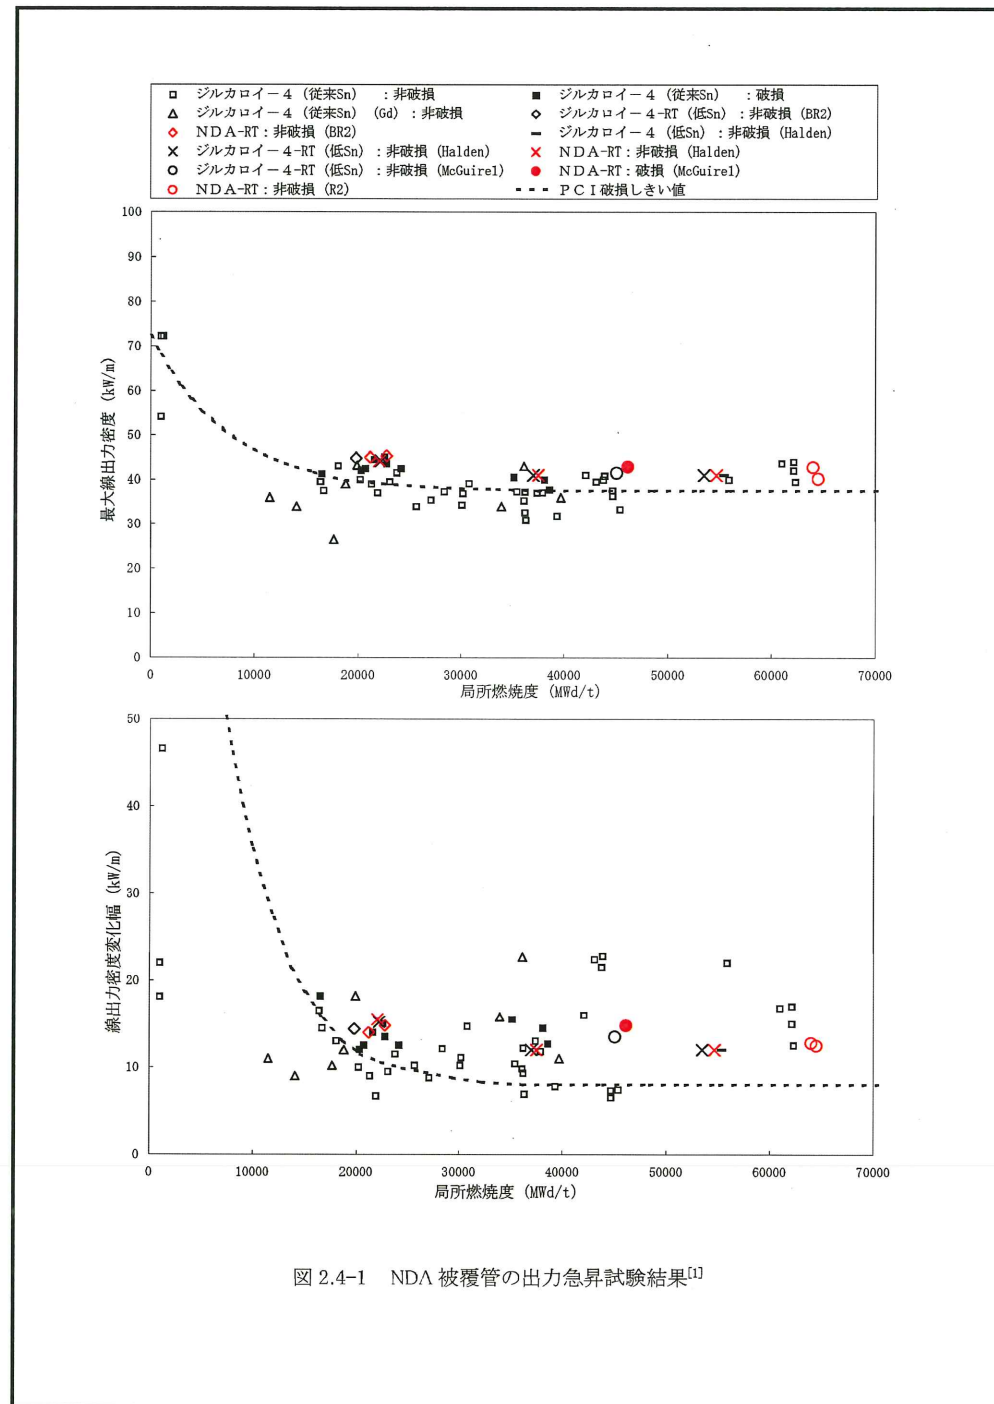 ジルカロイ－４（従来Sn）　：非破損　　ジルカロイ－４（従来Sn）　：破損
ジルカロイ－４（従来Sn）(Gd)：非破損　　ジルカロイ－４-RT（低Sn）：非破損(BR2)
ＮＤＡ-RT：非破損(BR2)　　ジルカロイ－４（低Sn）：非破損(Halden)
ジルカロイ－４-RT（低Sn）：非破損(Halden)　　ＮＤＡ-RT：非破損(Halden)
ジルカロイ－４-RT（低Sn）：非破損(McGuire1)　　ＮＤＡ-RT：破損(McGuire1)
ＮＤＡ-RT：非破損(R2)　　ＰＣＩ破損しきい値
最大線出力密度 (kW/m)
100
90
80
70
60
50
40
30
20
10
0
0 10000 20000 30000 40000 50000 60000 70000
局所燃焼度 (MWd/t)
線出力密度変化幅 (kW/m)
50
40
30
20
10
0
0 10000 20000 30000 40000 50000 60000 70000
局所燃焼度 (MWd/t)
図 2.4-1　NDA 被覆管の出力急昇試験結果[1]